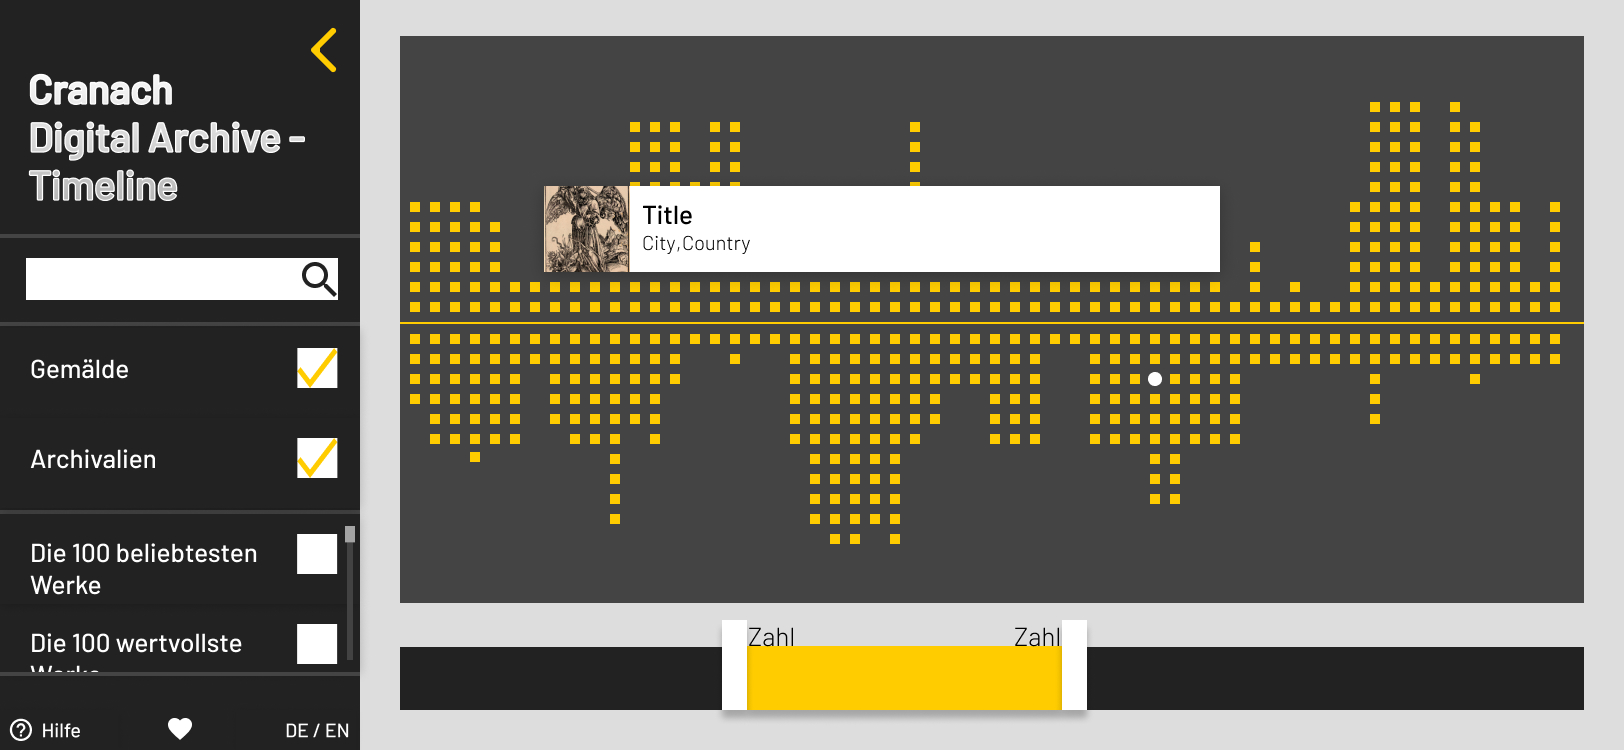 Cranach
Digital Archive -
Timeline
Gemälde
Archivalien
Die 100 beliebtesten
Werke
Die 100 wertvollste
Werke
Hilfe
DE / EN
Title
City,Country
Zahl
Zahl